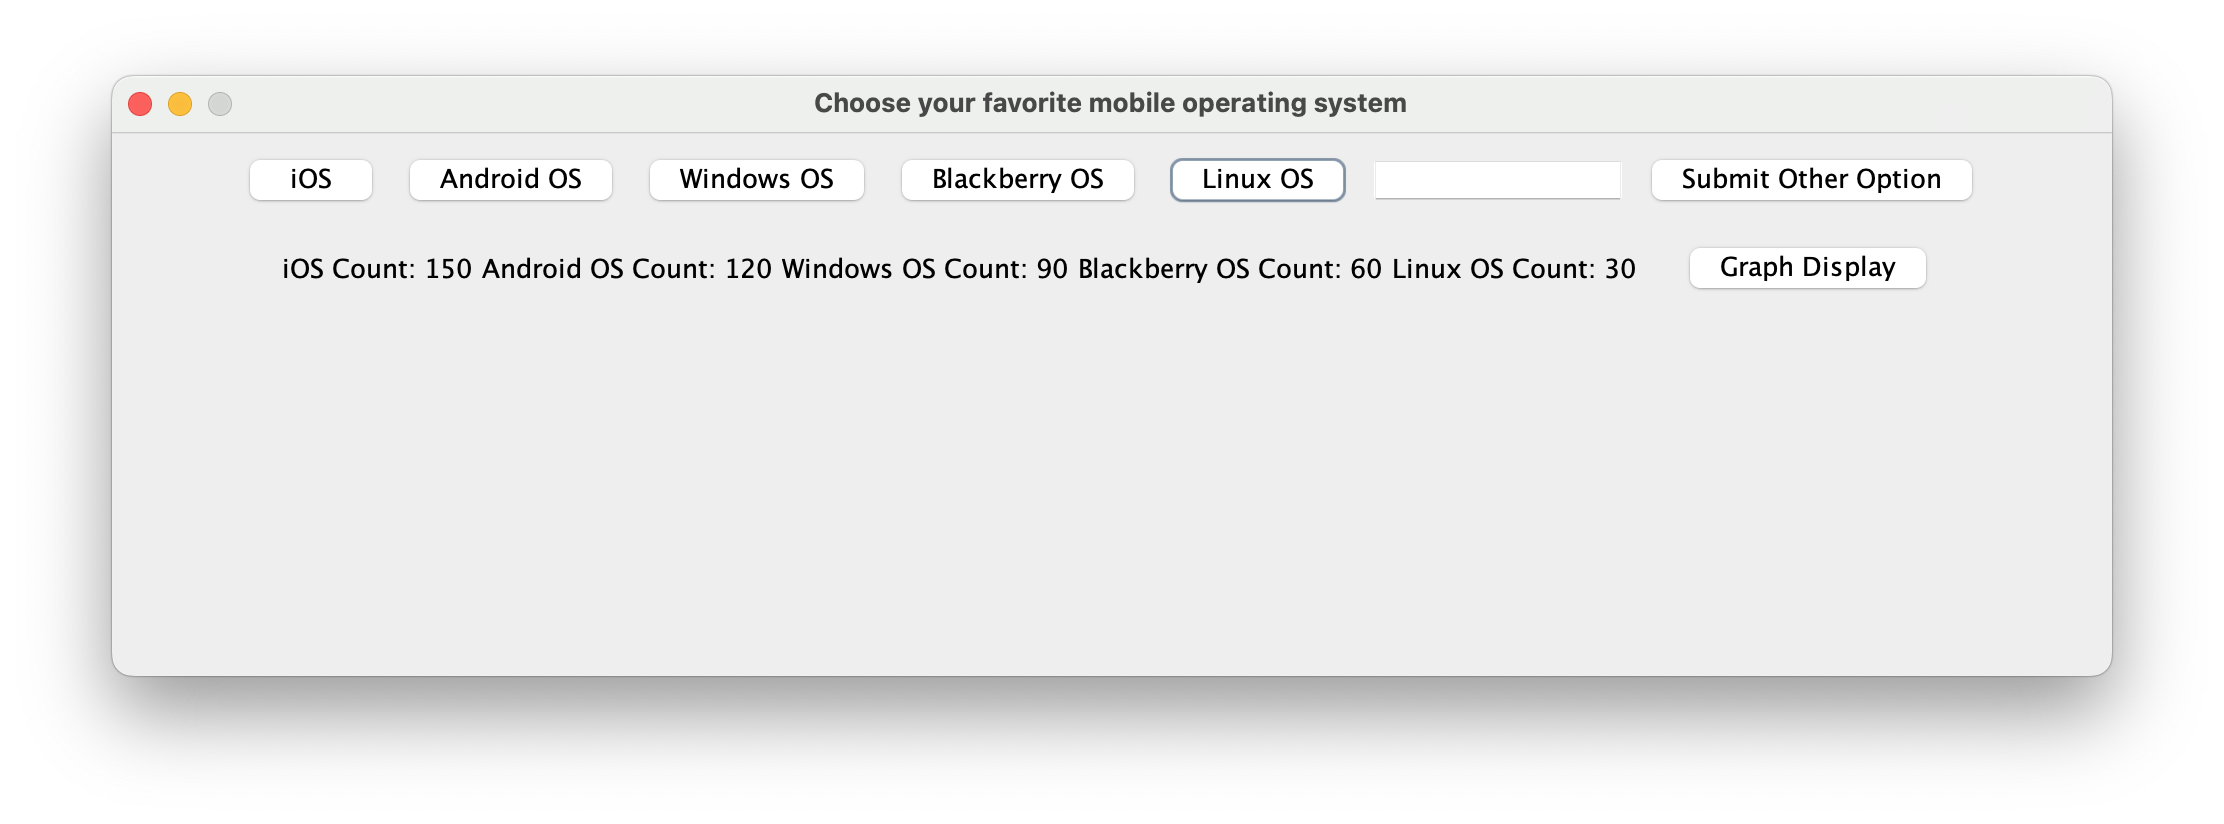 Choose your favorite mobile operating system
iOS Android OS Windows OS Blackberry OS Linux OS Submit Other Option
iOS Count: 150 Android OS Count: 120 Windows OS Count: 90 Blackberry OS Count: 60 Linux OS Count: 30 Graph Display